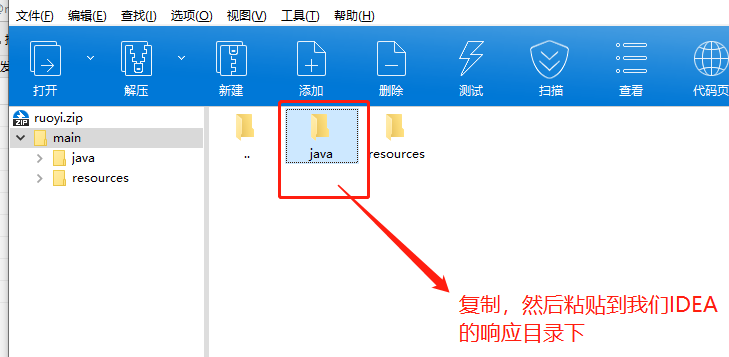 文件(F) 编辑(E) 查找(I) 选项(O) 视图(V) 工具(T) 帮助(H)
打开 解压 新建 添加 删除 测试 扫描 查看 代码页
ruoyi.zip
main
java
resources
.. java resources
复制，然后粘贴到我们IDEA
的响应目录下